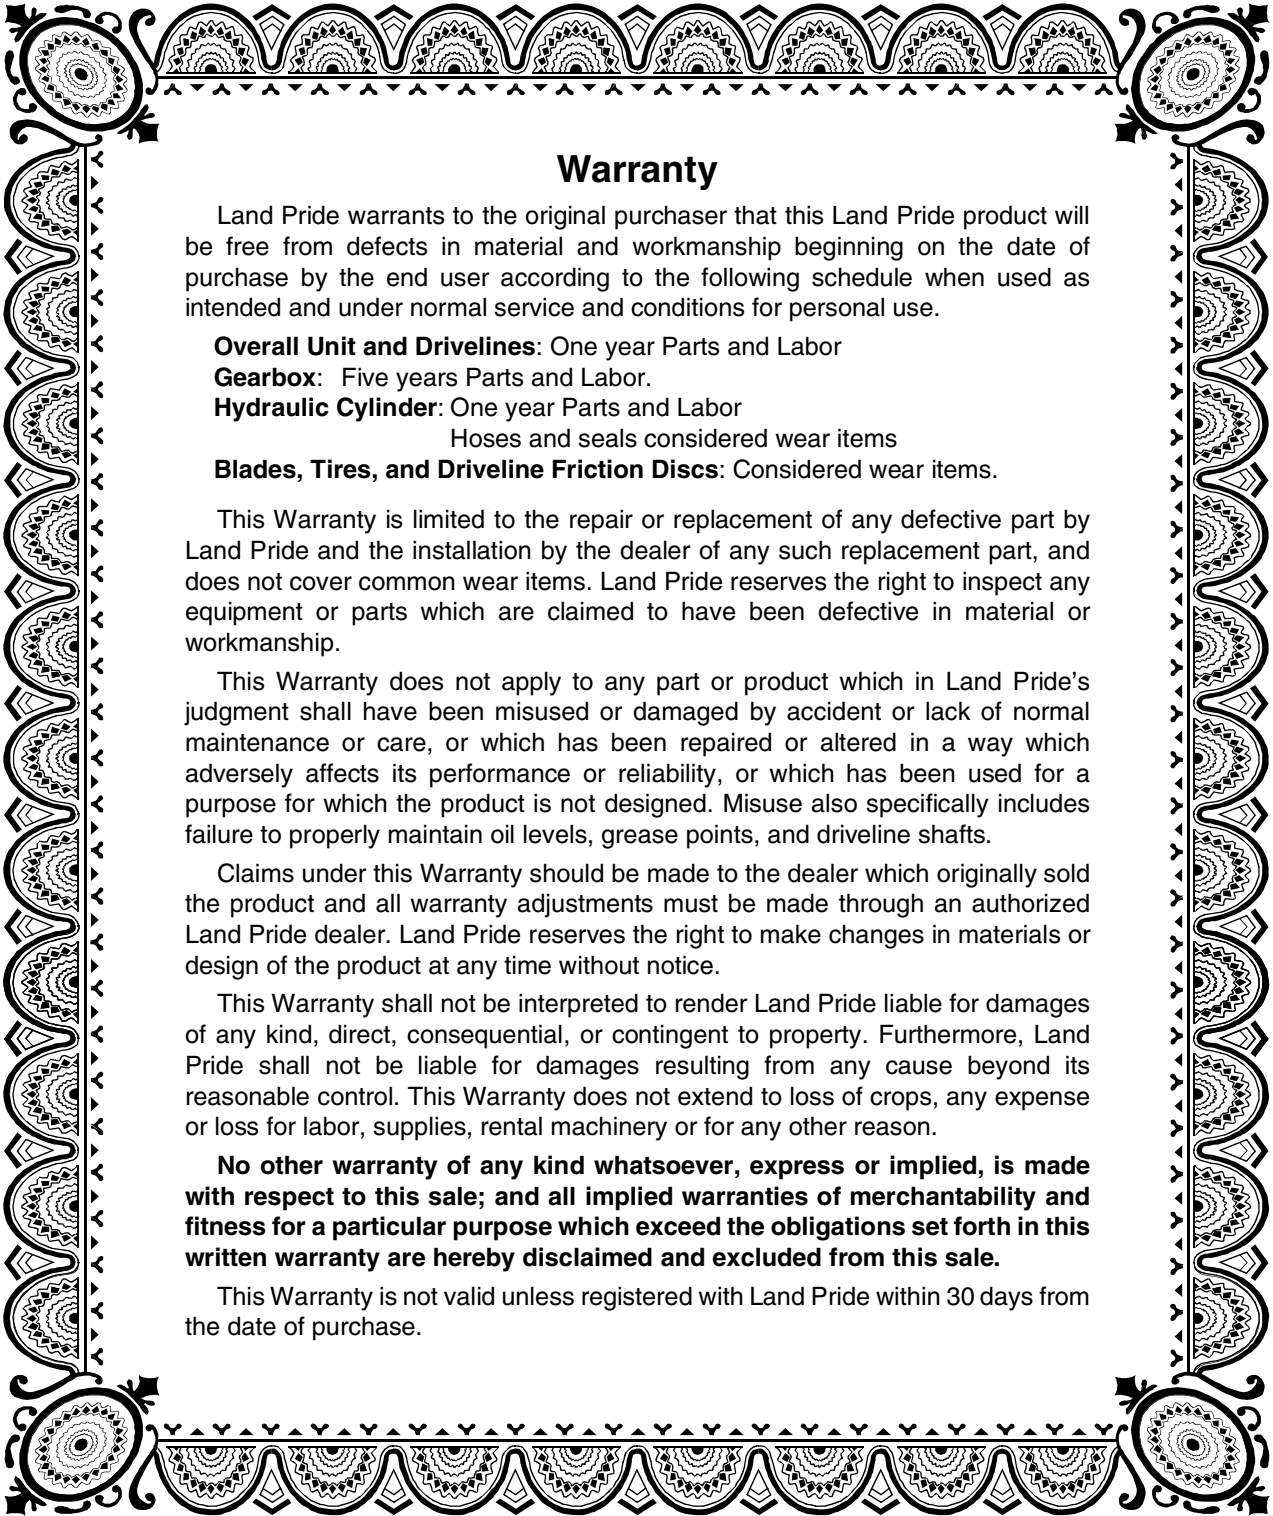 Warranty
Land Pride warrants to the original purchaser that this Land Pride product will
be free from defects in material and workmanship beginning on the date of
purchase by the end user according to the following schedule when used as
intended and under normal service and conditions for personal use.
Overall Unit and Drivelines: One year Parts and Labor
Gearbox: Five years Parts and Labor.
Hydraulic Cylinder: One year Parts and Labor
Hoses and seals considered wear items
Blades, Tires, and Driveline Friction Discs: Considered wear items.
This Warranty is limited to the repair or replacement of any defective part by
Land Pride and the installation by the dealer of any such replacement part, and
does not cover common wear items. Land Pride reserves the right to inspect any
equipment or parts which are claimed to have been defective in material or
workmanship.
This Warranty does not apply to any part or product which in Land Pride’s
judgment shall have been misused or damaged by accident or lack of normal
maintenance or care, or which has been repaired or altered in a way which
adversely affects its performance or reliability, or which has been used for a
purpose for which the product is not designed. Misuse also specifically includes
failure to properly maintain oil levels, grease points, and driveline shafts.
Claims under this Warranty should be made to the dealer which originally sold
the product and all warranty adjustments must be made through an authorized
Land Pride dealer. Land Pride reserves the right to make changes in materials or
design of the product at any time without notice.
This Warranty shall not be interpreted to render Land Pride liable for damages
of any kind, direct, consequential, or contingent to property. Furthermore, Land
Pride shall not be liable for damages resulting from any cause beyond its
reasonable control. This Warranty does not extend to loss of crops, any expense
or loss for labor, supplies, rental machinery or for any other reason.
No other warranty of any kind whatsoever, express or implied, is made
with respect to this sale; and all implied warranties of merchantability and
fitness for a particular purpose which exceed the obligations set forth in this
written warranty are hereby disclaimed and excluded from this sale.
This Warranty is not valid unless registered with Land Pride within 30 days from
the date of purchase.